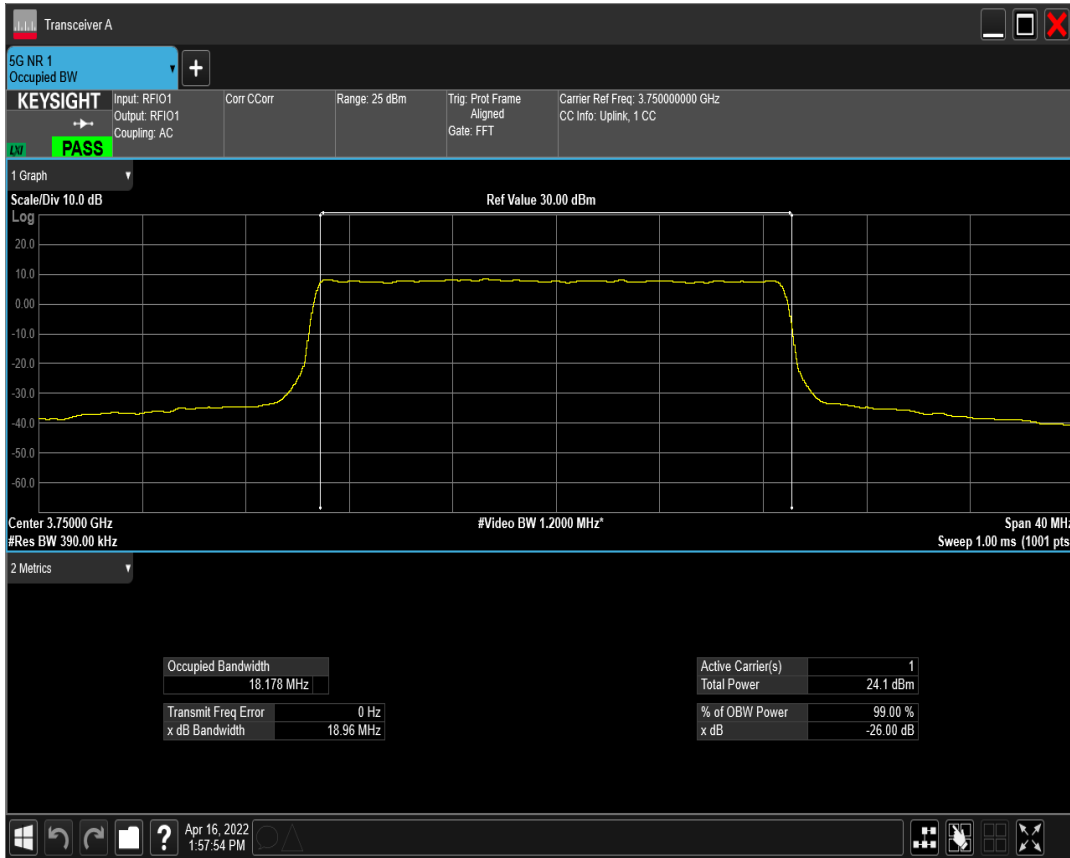 Transceiver A
5G NR 1
Occupied BW
KEYSIGHT
LXI
PASS
Input: RFIO1
Output: RFIO1
Coupling: AC
Corr CCorr
Range: 25 dBm
Trig: Prot Frame
Aligned
Gate: FFT
Carrier Ref Freq: 3.750000000 GHz
CC Info: Uplink, 1 CC
1 Graph
Scale/Div 10.0 dB
Ref Value 30.00 dBm
Log
20.0
10.0
0.00
-10.0
-20.0
-30.0
-40.0
-50.0
-60.0
Center 3.75000 GHz
#Video BW 1.2000 MHz*
Span 40 MHz
#Res BW 390.00 kHz
Sweep 1.00 ms (1001 pts
2 Metrics
Occupied Bandwidth
18.178 MHz
Transmit Freq Error 0 Hz
x dB Bandwidth 18.96 MHz
Active Carrier(s) 1
Total Power 24.1 dBm
% of OBW Power 99.00 %
x dB -26.00 dB
?
Apr 16, 2022
1:57:54 PM